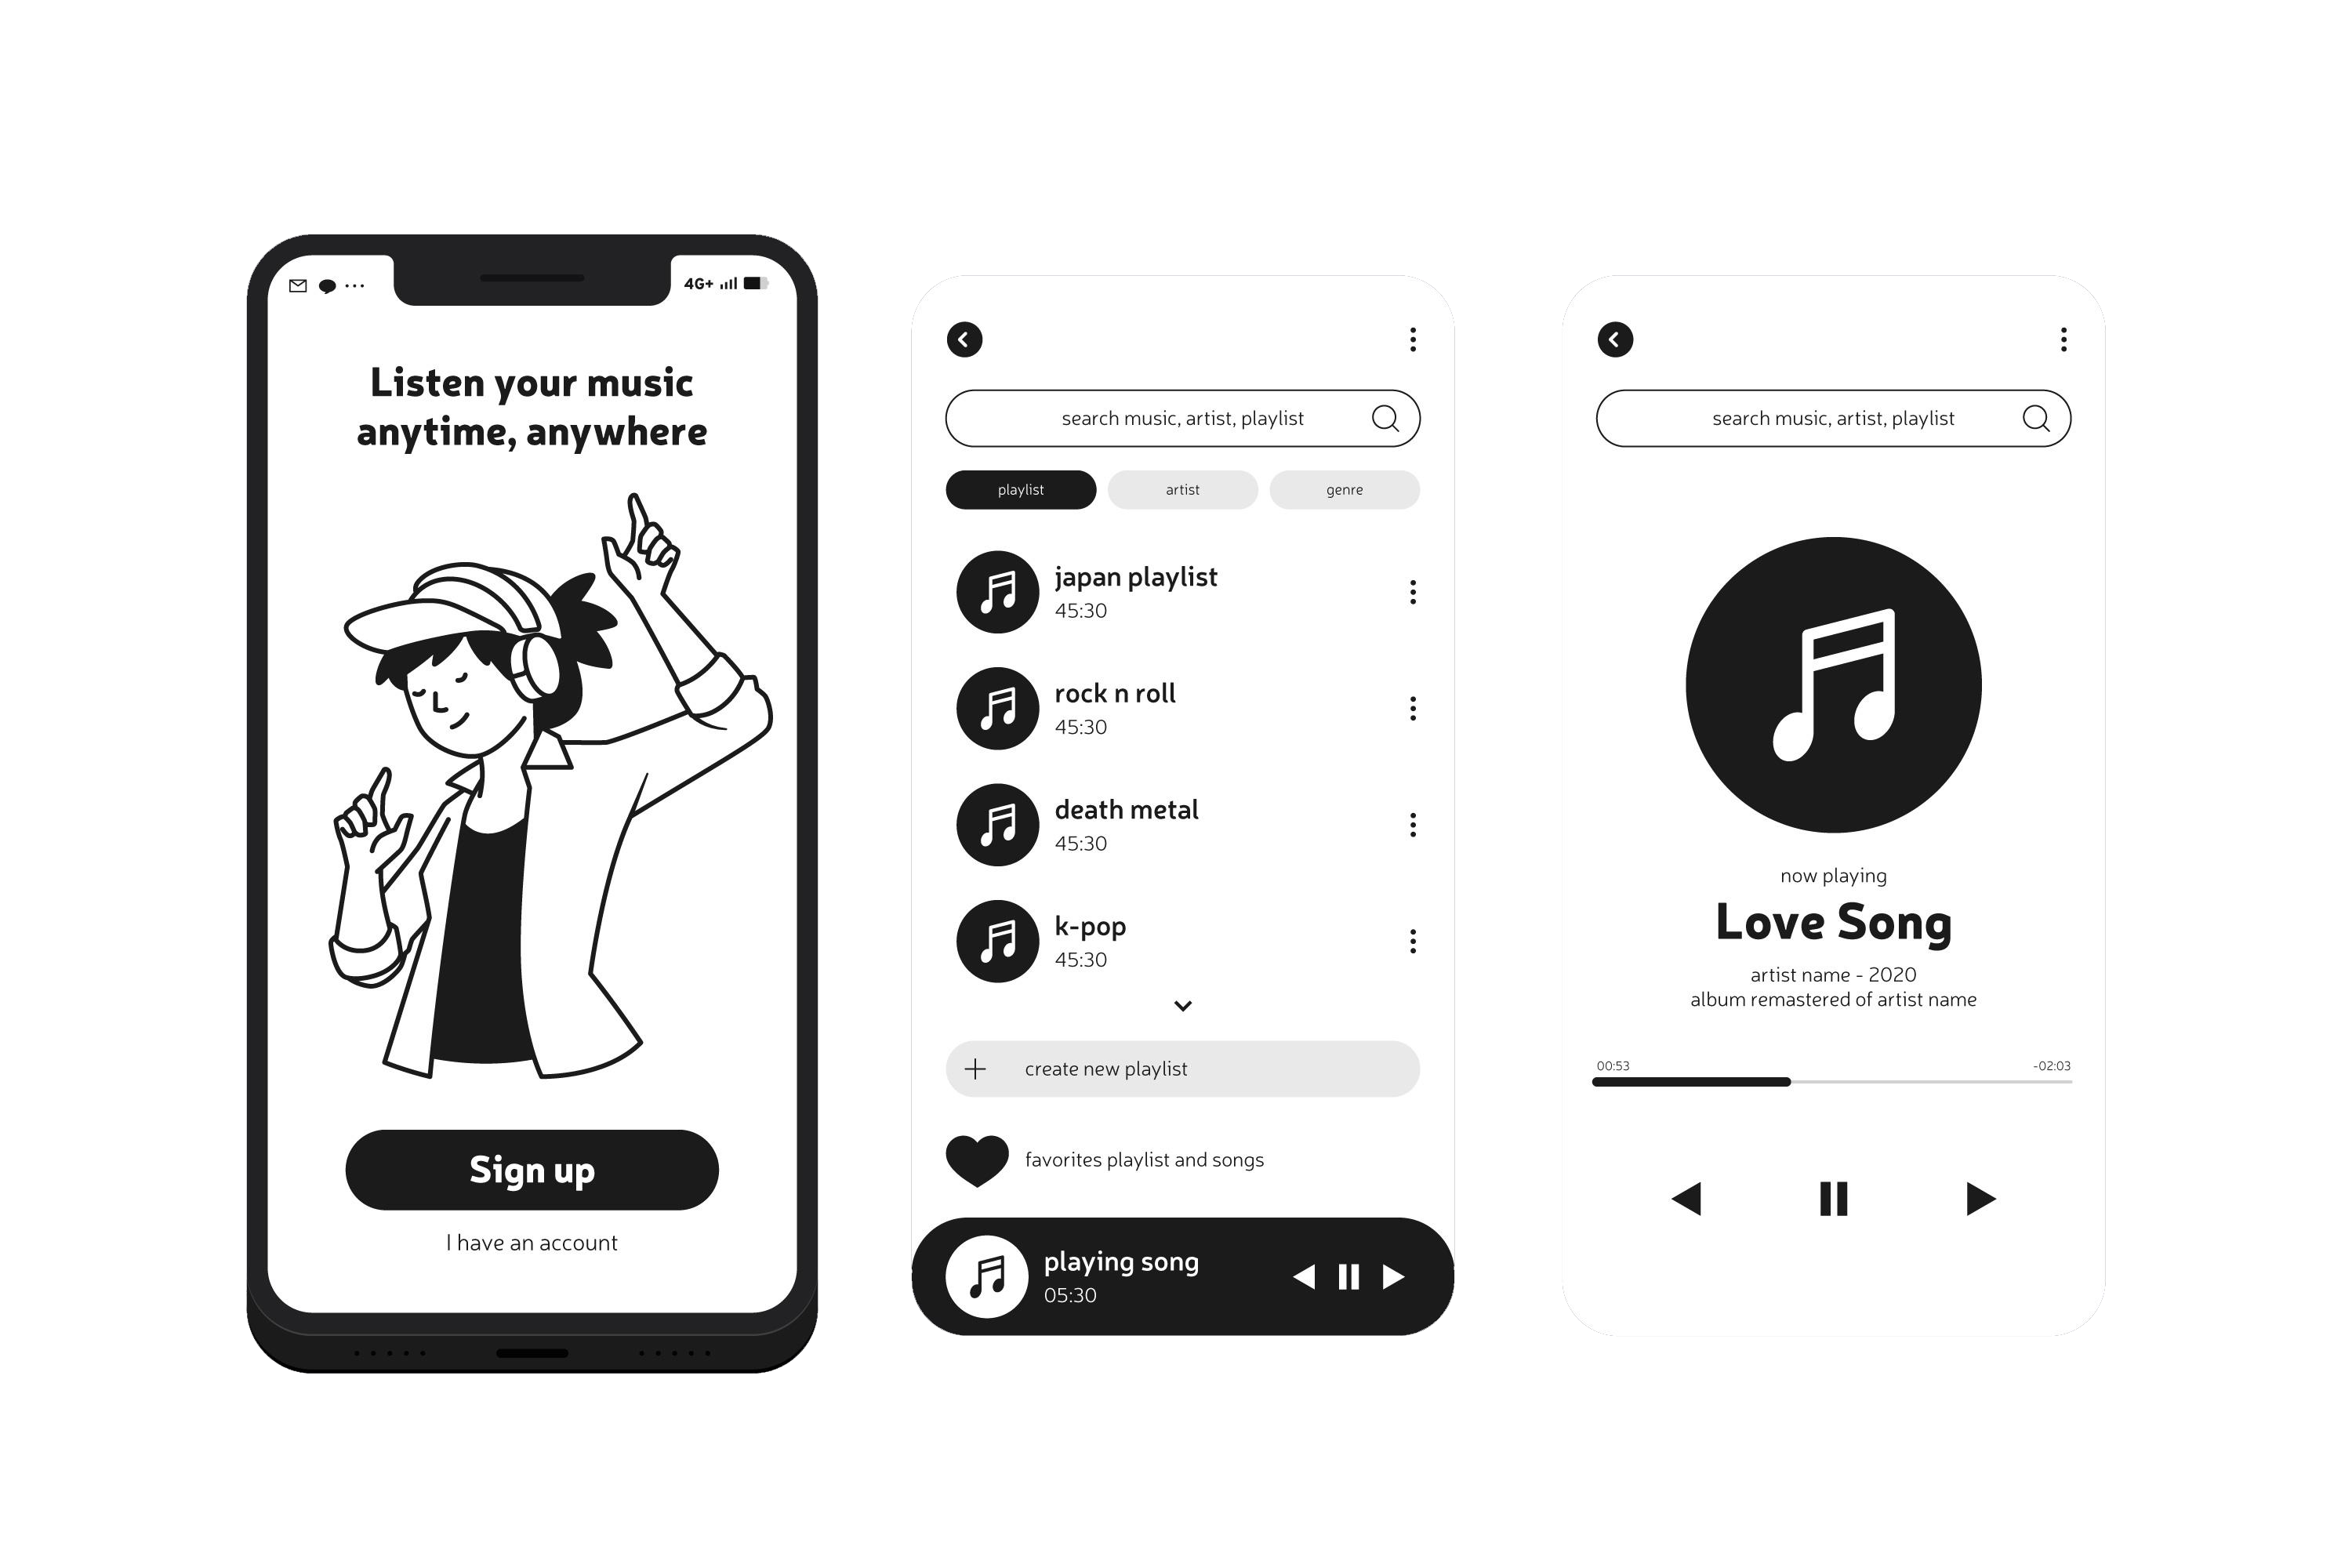 4G+
Listen your music
anytime, anywhere
Sign up
I have an account
search music, artist, playlist
playlist
artist
genre
japan playlist
45:30
rock n roll
45:30
death metal
45:30
k-pop
45:30
create new playlist
favorites playlist and songs
playing song
05:30
search music, artist, playlist
now playing
Love Song
artist name - 2020
album remastered of artist name
00:53
-02:03